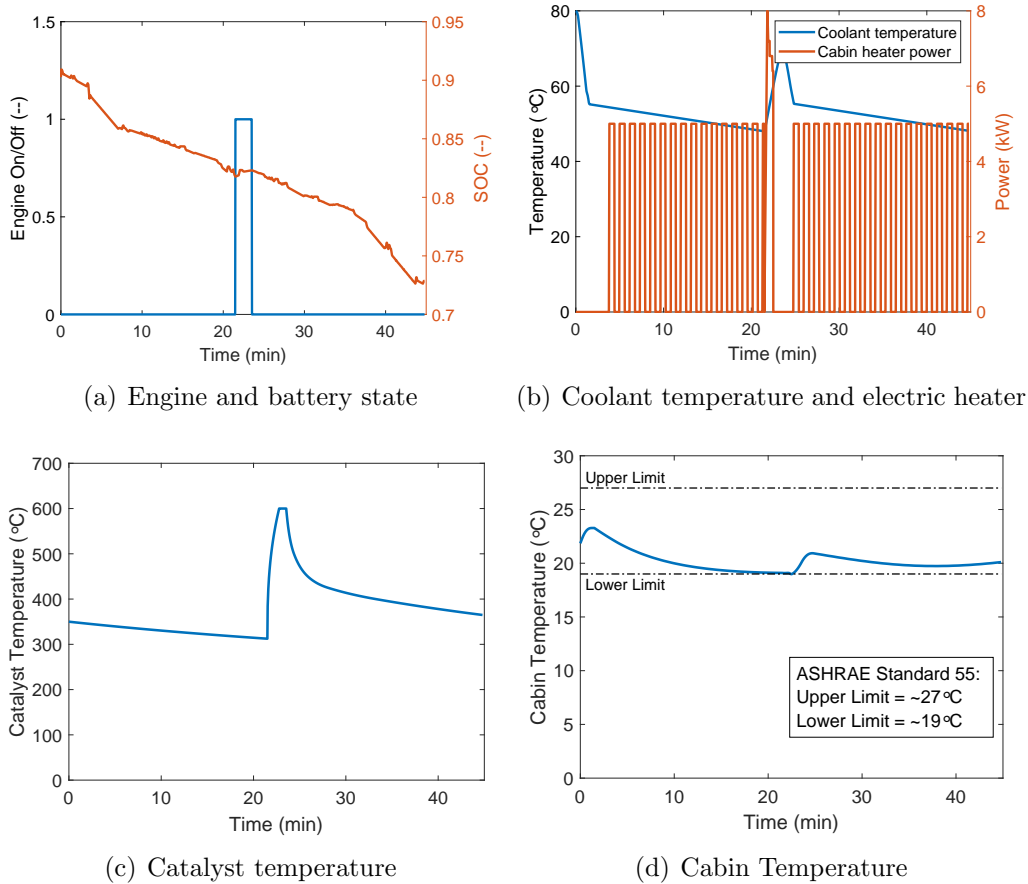 1.5
1
0.5
0
Engine On/Off (--)
0.95
0.9
0.85
0.8
0.75
0.7
SOC (--)
0 10 20 30 40
Time (min)
(a) Engine and battery state
80
60
40
20
0
Temperature (°C)
Coolant temperature
Cabin heater power
8
6
4
2
0
Power (kW)
0 10 20 30 40
Time (min)
(b) Coolant temperature and electric heater
700
600
500
400
300
200
100
0
Catalyst Temperature (°C)
0 10 20 30 40
Time (min)
(c) Catalyst temperature
30
25
20
15
10
5
0
Cabin Temperature (°C)
Upper Limit
Lower Limit
ASHRAE Standard 55:
Upper Limit = ~27°C
Lower Limit = ~19°C
0 10 20 30 40
Time (min)
(d) Cabin Temperature